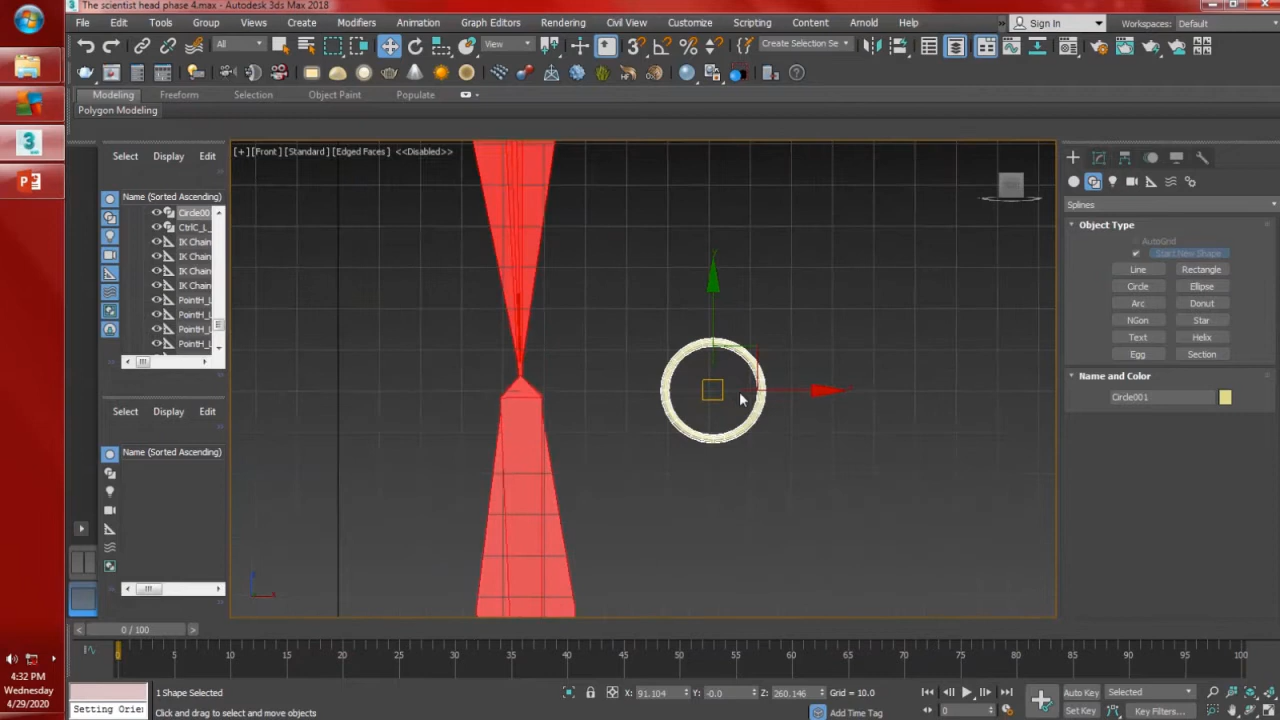 The scientist head phase 4.max - Autodesk 3ds Max 2018
File Edit Tools Group Views Create Modifiers Animation Graph Editors Rendering Civil View Customize Scripting Content Arnold Help
Sign In
Workspaces: Default
All
View
Create Selection Se
Modeling Freeform Selection Object Paint Populate
Polygon Modeling
Select Display Edit
Name (Sorted Ascending)
Circle00
CtrlC_L_
IK Chain
IK Chain
IK Chain
IK Chain
PointH_L
PointH_L
PointH_L
PointH_L
Select Display Edit
Name (Sorted Ascending)
[+] [Front] [Standard] [Edged Faces] <<Disabled>>
Splines
Object Type
AutoGrid
Start New Shape
Line Rectangle
Circle Ellipse
Arc Donut
NGon Star
Text Helix
Egg Section
Name and Color
Circle001
0 / 100
0 5 10 15 20 25 30 35 40 45 50 55 60 65 70 75 80 85 90 95 100
4:32 PM
Wednesday
4/29/2020
1 Shape Selected
X: 91.104 Y: -0.0 Z: 260.146 Grid = 10.0
Auto Key Selected
Setting Orie
Click and drag to select and move objects
Add Time Tag
0
Set Key Key Filters...